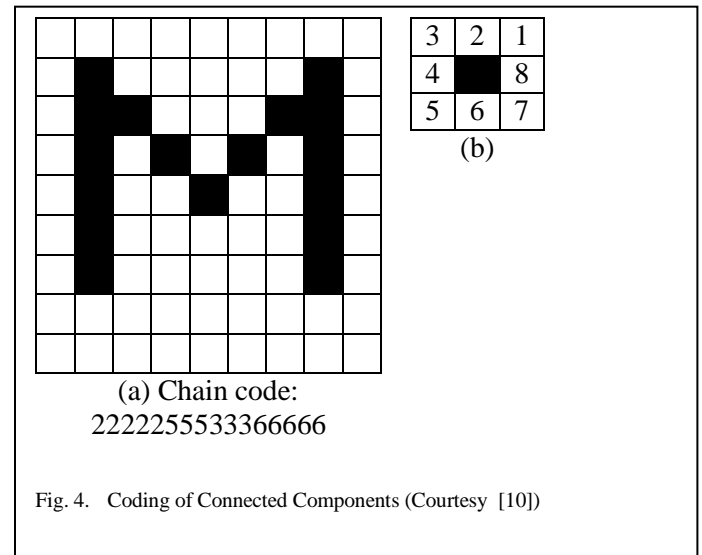 3 2 1
4 8
5 6 7
(b)
(a) Chain code:
2222255533366666
Fig. 4. Coding of Connected Components (Courtesy [10])